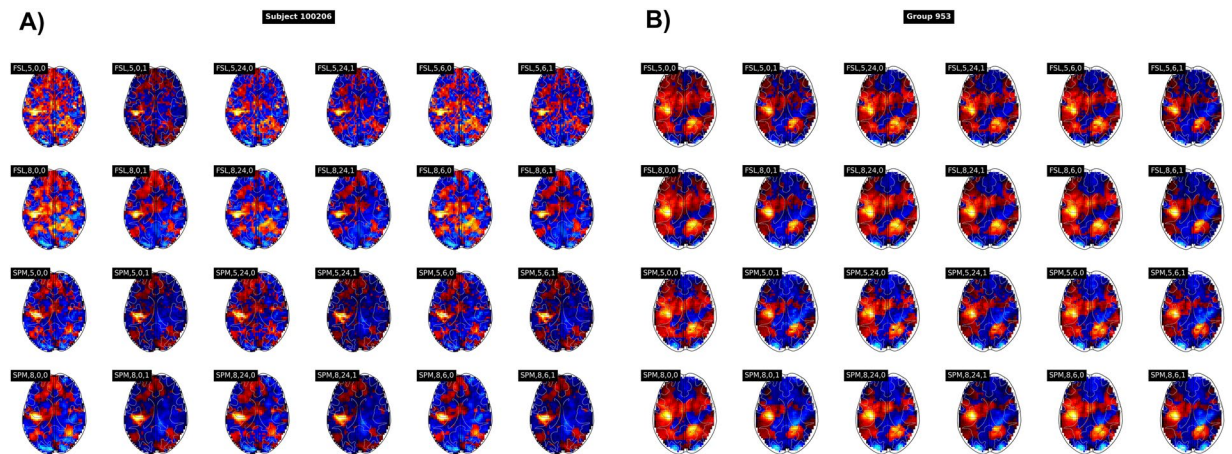 A)
Subject 100206
FSL,5,0,0 FSL,5,0,1 FSL,5,24,0 FSL,5,24,1 FSL,5,6,0 FSL,5,6,1
FSL,8,0,0 FSL,8,0,1 FSL,8,24,0 FSL,8,24,1 FSL,8,6,0 FSL,8,6,1
SPM,5,0,0 SPM,5,0,1 SPM,5,24,0 SPM,5,24,1 SPM,5,6,0 SPM,5,6,1
SPM,8,0,0 SPM,8,0,1 SPM,8,24,0 SPM,8,24,1 SPM,8,6,0 SPM,8,6,1
B)
Group 953
FSL,5,0,0 FSL,5,0,1 FSL,5,24,0 FSL,5,24,1 FSL,5,6,0 FSL,5,6,1
FSL,8,0,0 FSL,8,0,1 FSL,8,24,0 FSL,8,24,1 FSL,8,6,0 FSL,8,6,1
SPM,5,0,0 SPM,5,0,1 SPM,5,24,0 SPM,5,24,1 SPM,5,6,0 SPM,5,6,1
SPM,8,0,0 SPM,8,0,1 SPM,8,24,0 SPM,8,24,1 SPM,8,6,0 SPM,8,6,1